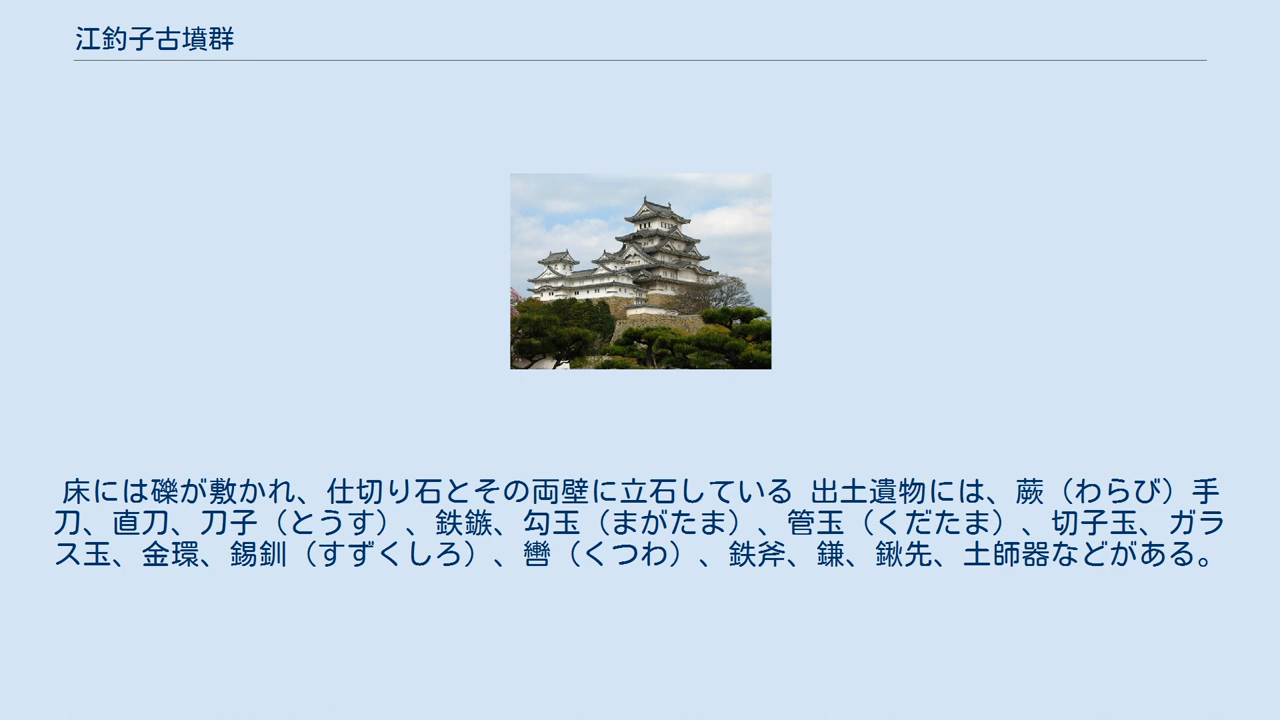 江釣子古墳群
床には礫が敷かれ、仕切り石とその両壁に立石している 出土遺物には、蕨（わらび）手
刀、直刀、刀子（とうす）、鉄鏃、勾玉（まがたま）、管玉（くだたま）、切子玉、ガラ
ス玉、金環、錫釧（すずくしろ）、轡（くつわ）、鉄斧、鎌、鍬先、土師器などがある。